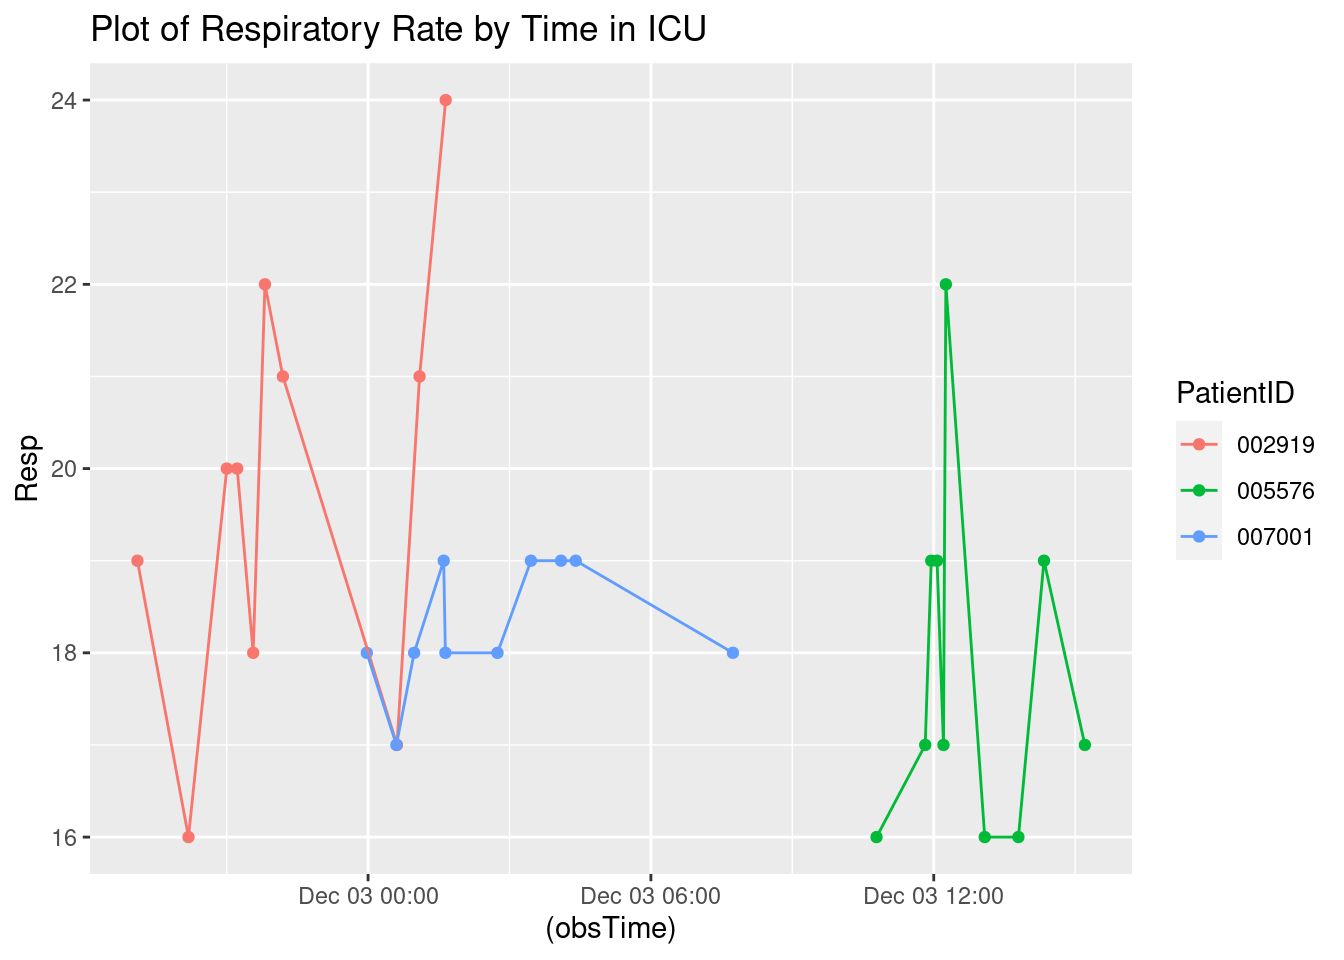 Plot of Respiratory Rate by Time in ICU
24
22
20
18
16
Resp
Dec 03 00:00
Dec 03 06:00
Dec 03 12:00
(obsTime)
PatientID
002919
005576
007001